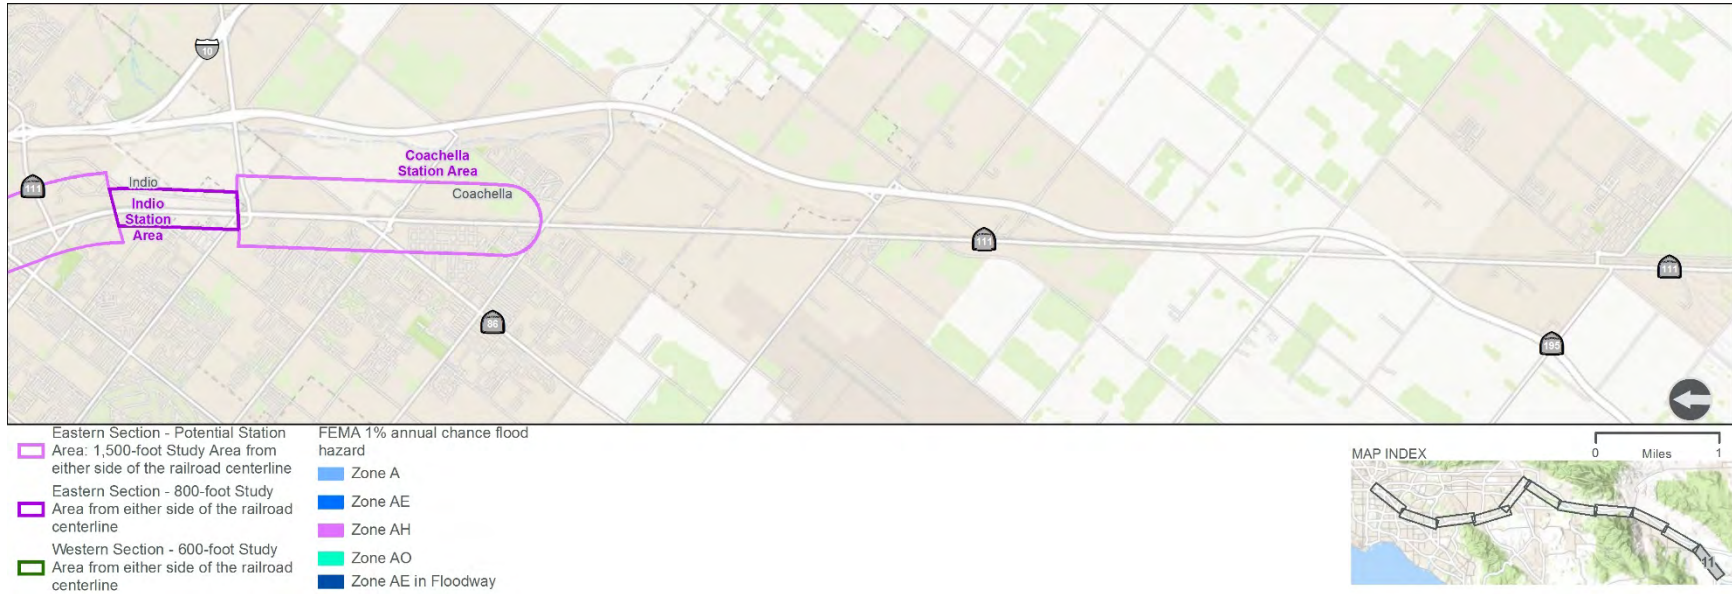 10
Coachella
Station Area
111
Indio
Indio
Station
Area
Coachella
111
111
86
195
Eastern Section - Potential Station
Area: 1,500-foot Study Area from
either side of the railroad centerline
Eastern Section - 800-foot Study
Area from either side of the railroad
centerline
Western Section - 600-foot Study
Area from either side of the railroad
centerline
FEMA 1% annual chance flood
hazard
Zone A
Zone AE
Zone AH
Zone AO
Zone AE in Floodway
0
Miles
1
MAP INDEX
11